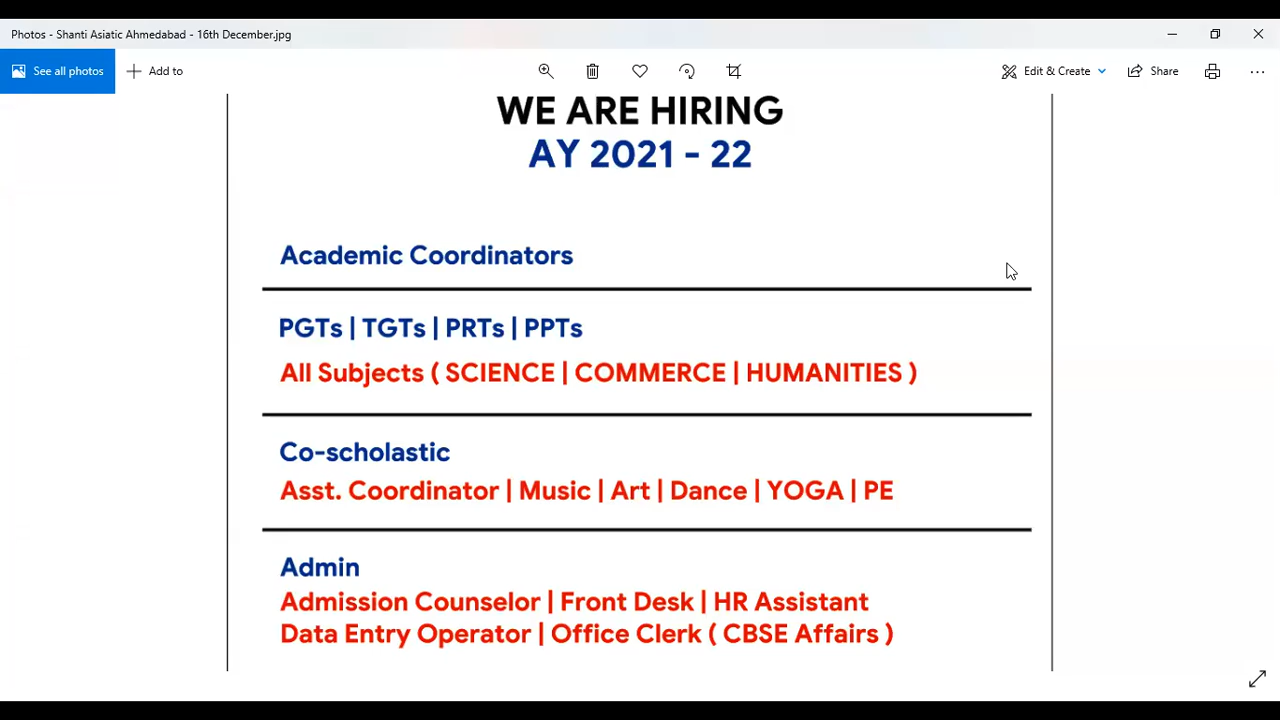 Photos - Shanti Asiatic Ahmedabad - 16th December.jpg
See all photos
Add to
Edit & Create
Share
WE ARE HIRING
AY 2021 - 22
Academic Coordinators
PGTs | TGTs | PRTs | PPTs
All Subjects ( SCIENCE | COMMERCE | HUMANITIES )
Co-scholastic
Asst. Coordinator | Music | Art | Dance | YOGA | PE
Admin
Admission Counselor | Front Desk | HR Assistant
Data Entry Operator | Office Clerk ( CBSE Affairs )